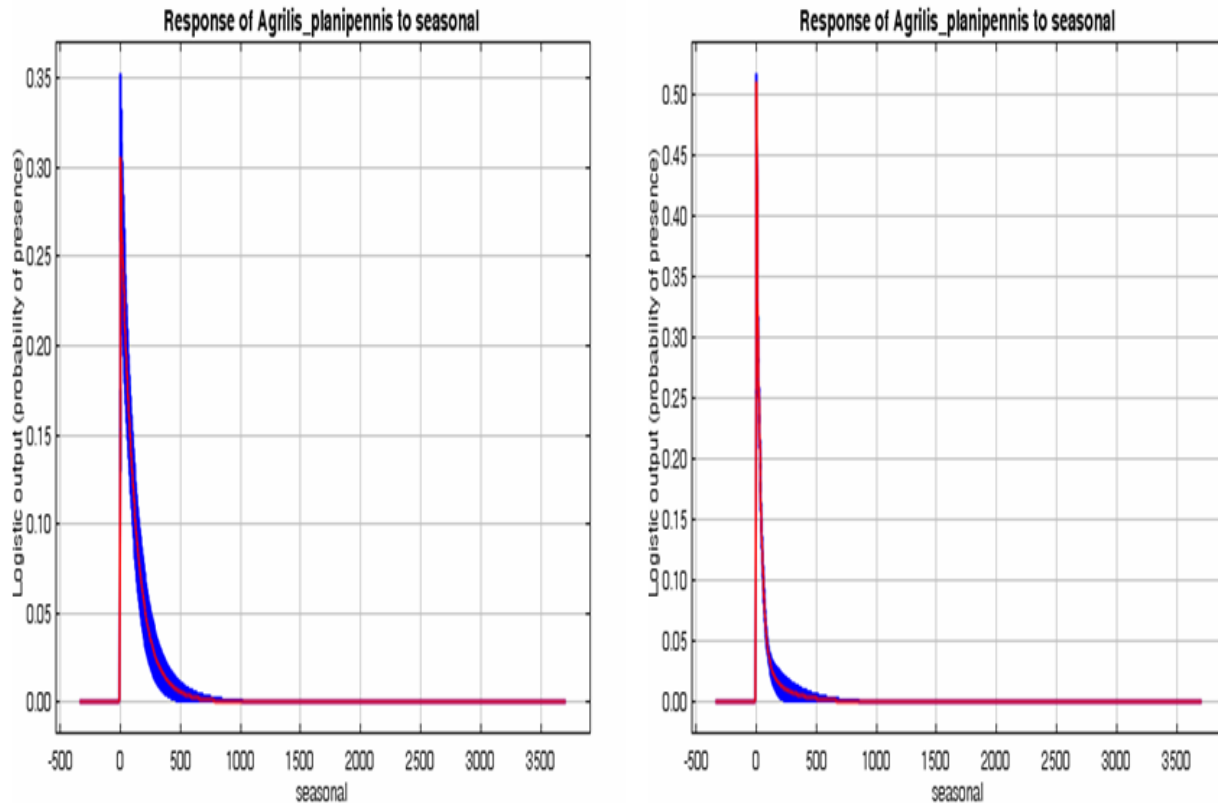 Response of Agrilis_planipennis to seasonal
Logistic output (probability of presence)
0.35
0.30
0.25
0.20
0.15
0.10
0.05
0.00
-500 0 500 1000 1500 2000 2500 3000 3500
seasonal
Response of Agrilis_planipennis to seasonal
Logistic output (probability of presence)
0.50
0.45
0.40
0.35
0.30
0.25
0.20
0.15
0.10
0.05
0.00
-500 0 500 1000 1500 2000 2500 3000 3500
seasonal